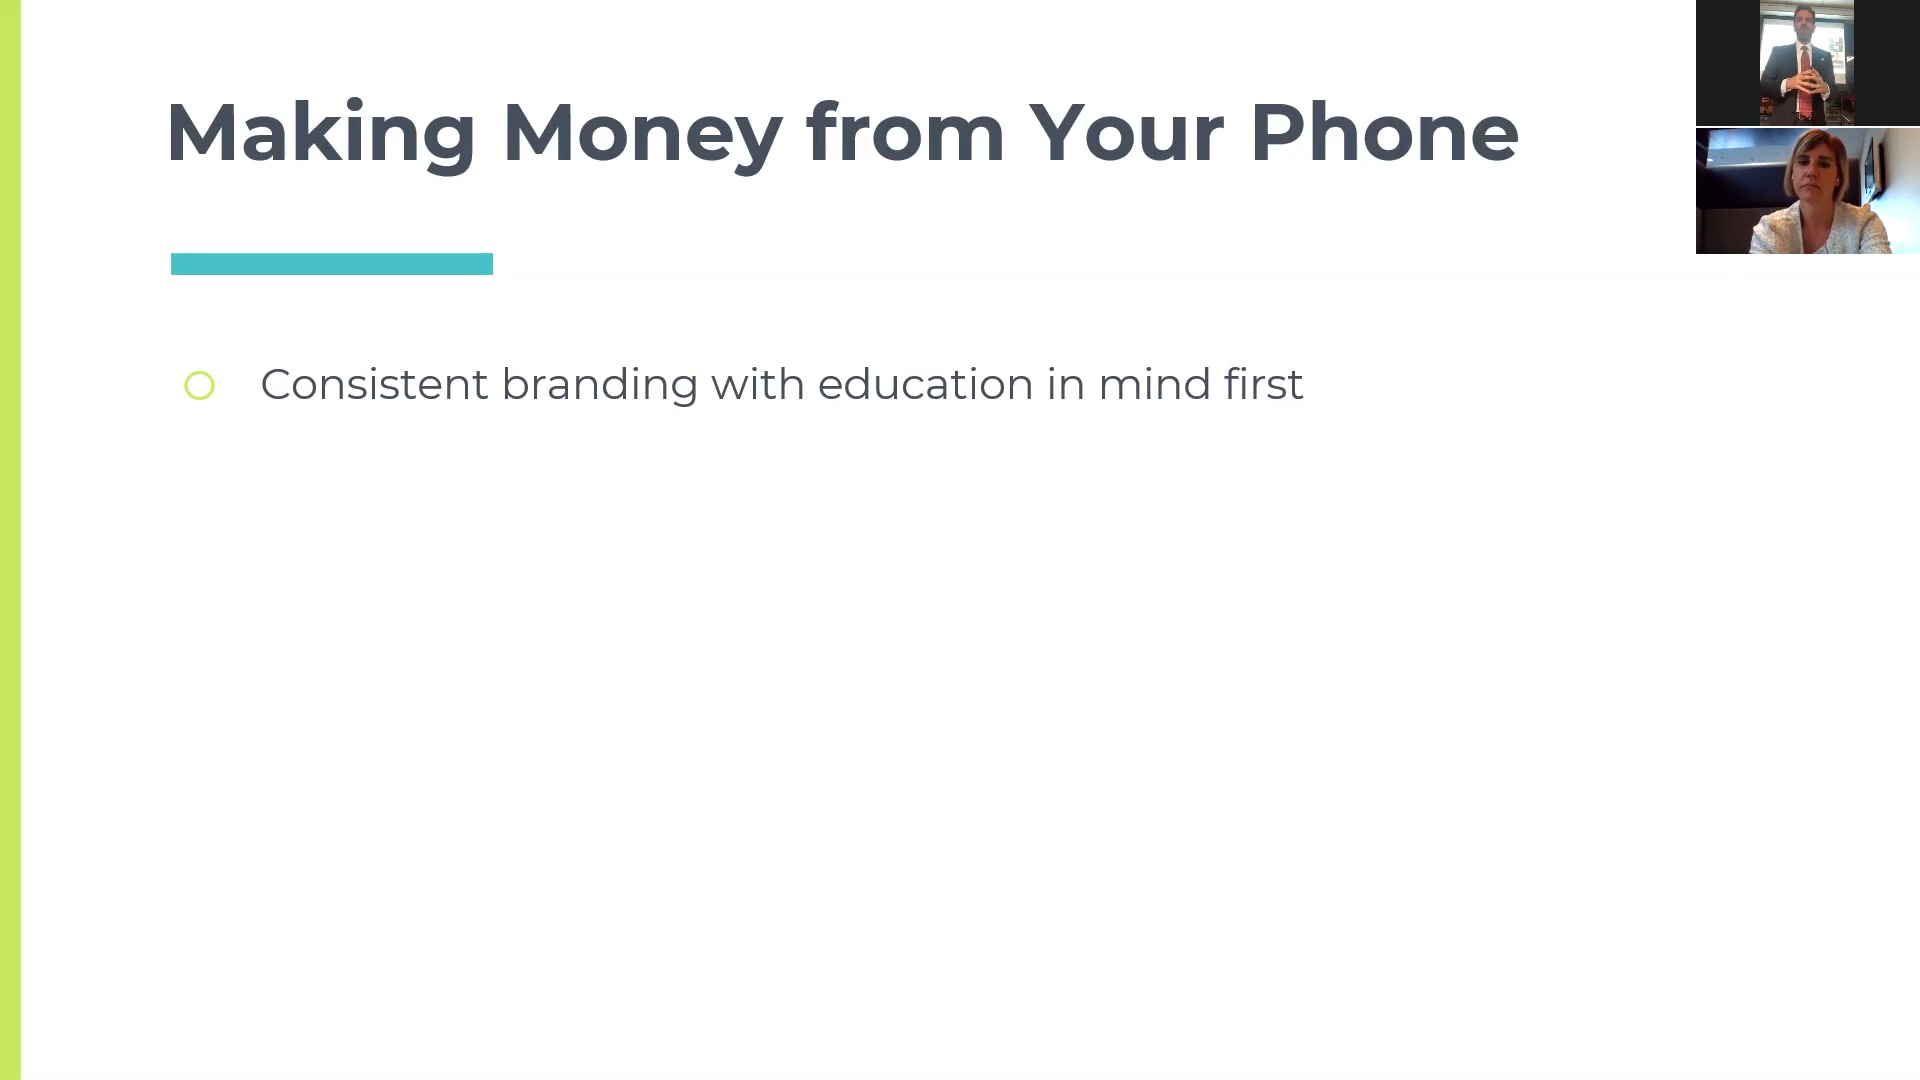 Making Money from Your Phone
Consistent branding with education in mind first